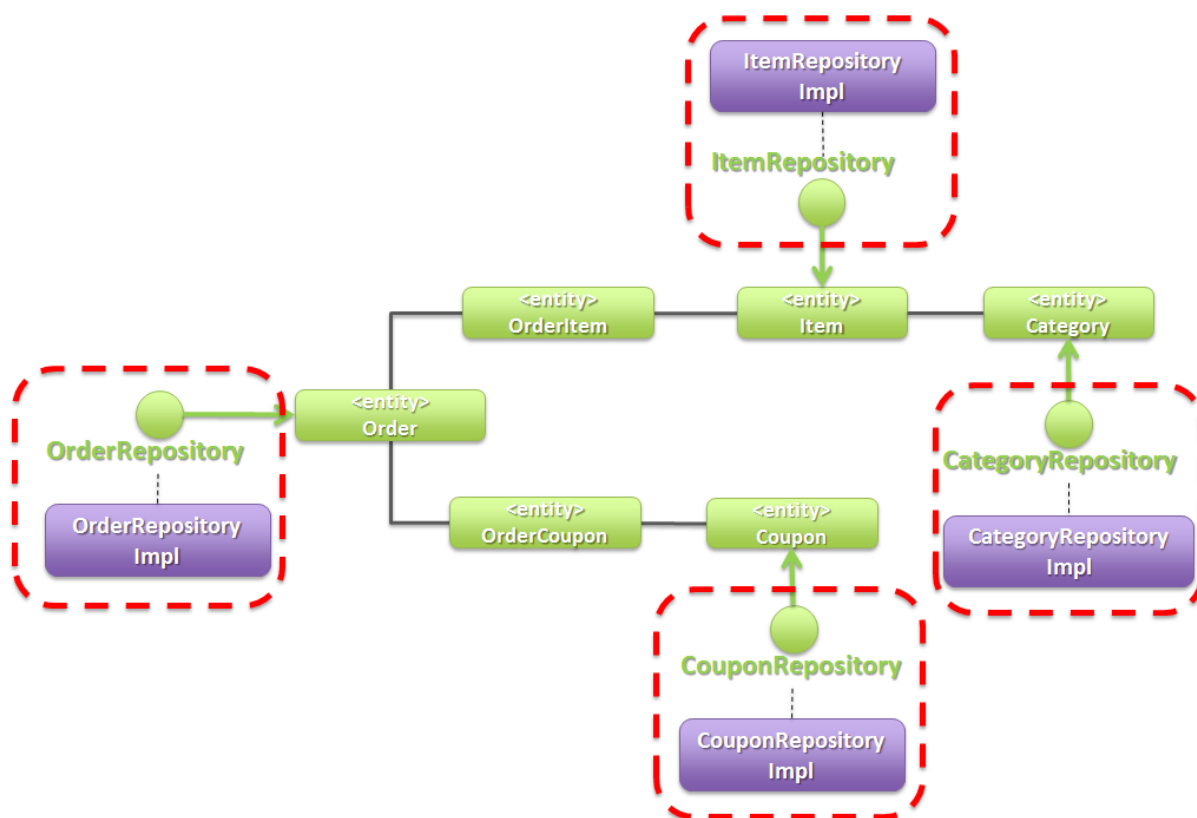 ItemRepository
Impl
ItemRepository
<entity>
OrderItem
<entity>
Item
<entity>
Category
<entity>
Order
OrderRepository
OrderRepository
Impl
CategoryRepository
CategoryRepository
Impl
<entity>
OrderCoupon
<entity>
Coupon
CouponRepository
CouponRepository
Impl